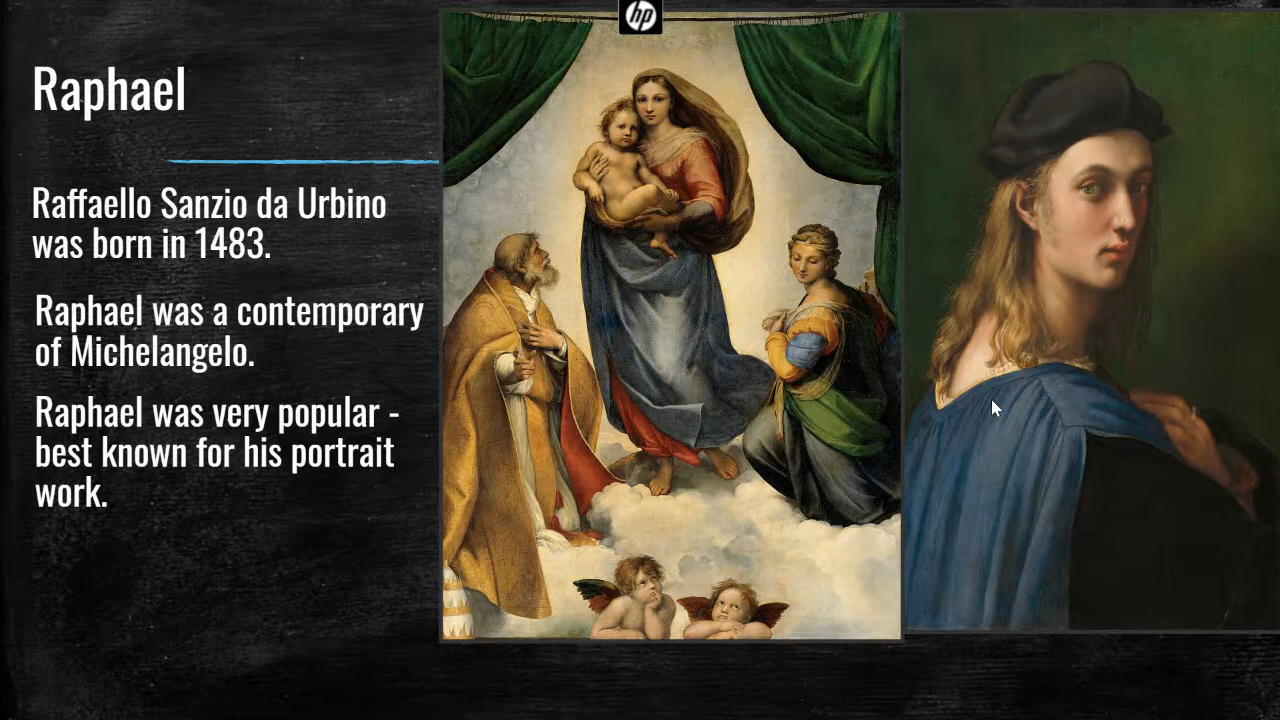 hp
Raphael
Raffaello Sanzio da Urbino
was born in 1483.
Raphael was a contemporary
of Michelangelo.
Raphael was very popular -
best known for his portrait
work.